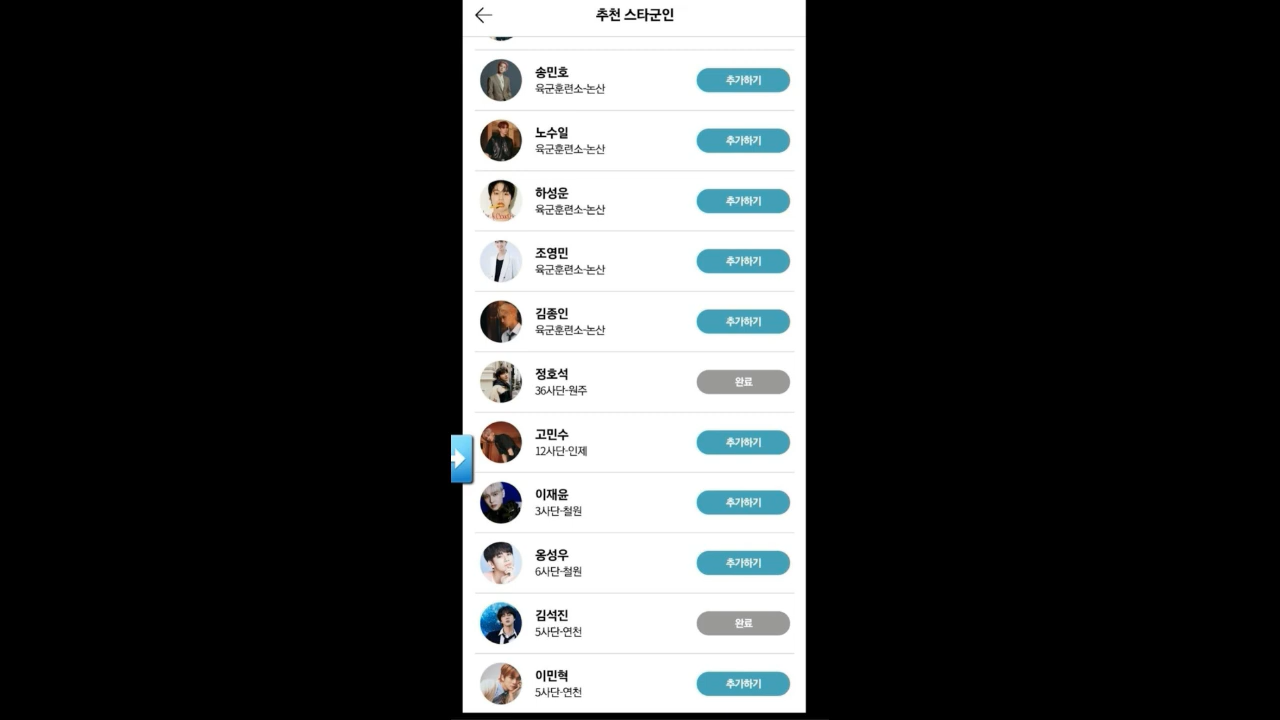 추천 스타군인
송민호
육군훈련소-논산
추가하기
노수일
육군훈련소-논산
추가하기
하성운
육군훈련소-논산
추가하기
조영민
육군훈련소-논산
추가하기
김종인
육군훈련소-논산
추가하기
정호석
36사단-원주
완료
고민수
12사단-인제
추가하기
이재윤
3사단-철원
추가하기
옹성우
6사단-철원
추가하기
김석진
5사단-연천
완료
이민혁
5사단-연천
추가하기